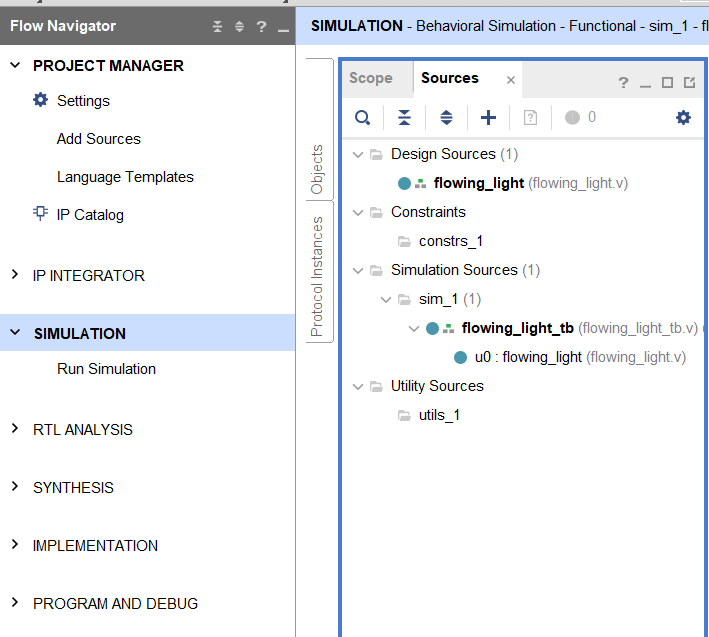 Flow Navigator
?
PROJECT MANAGER
Settings
Add Sources
Language Templates
IP Catalog
IP INTEGRATOR
SIMULATION
Run Simulation
RTL ANALYSIS
SYNTHESIS
IMPLEMENTATION
PROGRAM AND DEBUG
SIMULATION - Behavioral Simulation - Functional - sim_1 - fl
Objects
Protocol Instances
Scope
Sources
?
0
Design Sources (1)
flowing_light (flowing_light.v)
Constraints
constrs_1
Simulation Sources (1)
sim_1 (1)
flowing_light_tb (flowing_light_tb.v) (
u0 : flowing_light (flowing_light.v)
Utility Sources
utils_1